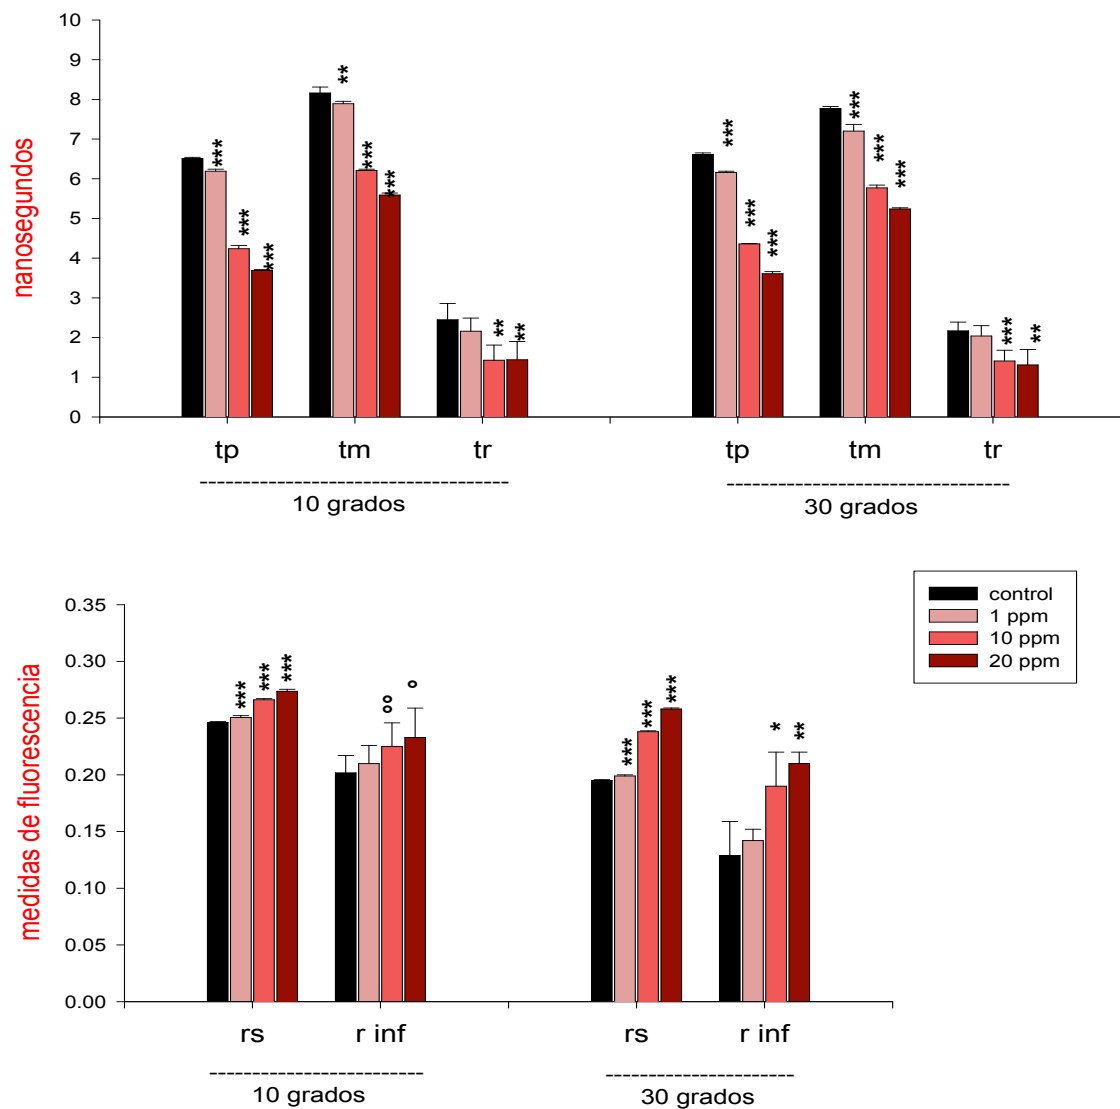 10
9
8
7
6
5
4
3
2
1
0
nanosegundos
*** *** *** ** *** *** ** ** *** *** *** *** *** *** *** **
tp tm tr tp tm tr
10 grados 30 grados
control
1 ppm
10 ppm
20 ppm
0.35
0.30
0.25
0.20
0.15
0.10
0.05
0.00
medidas de fluorescencia
*** *** *** oo o *** *** *** * **
rs r inf rs r inf
10 grados 30 grados